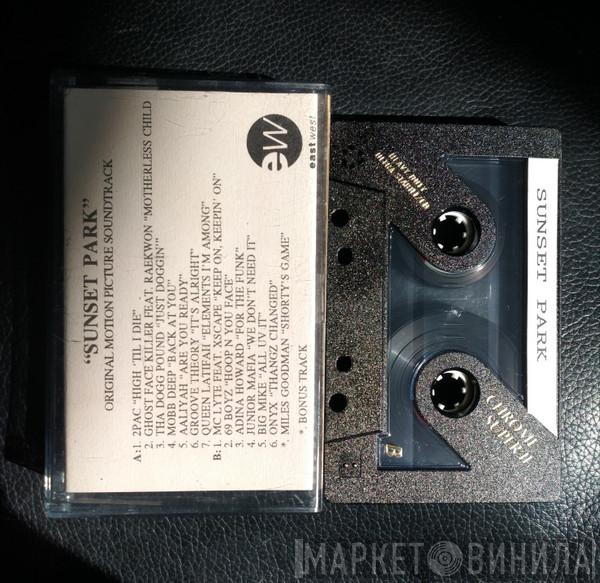 "SUNSET PARK"
ORIGINAL MOTION PICTURE SOUNDTRACK
A: 1. 2PAC "HIGH 'TIL I DIE"
2. GHOST FACE KILLER FEAT. RAEKWON "MOTHERLESS CHILD
3. THA DOGG POUND "JUST DOGGIN'"
4. MOBB DEEP "BACK AT YOU"
5. AALIYAH "ARE YOU READY"
6. GROOVE THEORY "IT'S ALRIGHT"
7. QUEEN LATIFAH "ELEMENTS I'M AMONG"
B: 1. MC LYTE FEAT. XSCAPE "KEEP ON, KEEPIN' ON"
2. 69 BOYZ "HOOP N YOU FACE"
3. ADINA HOWARD "FOR THE FUNK"
4. JUNIOR MAFIA "WE DON'T NEED IT"
5. BIG MIKE "ALL UV IT"
6. ONYX "THANGZ CHANGED"
*. MILES GOODMAN "SHORTY'S GAME"
*. BONUS TRACK
ew
east west
HEAVY DUTY
B
CHROME
SUPER II
SUNSET PARK
МАРКЕТ ВИНИЛА